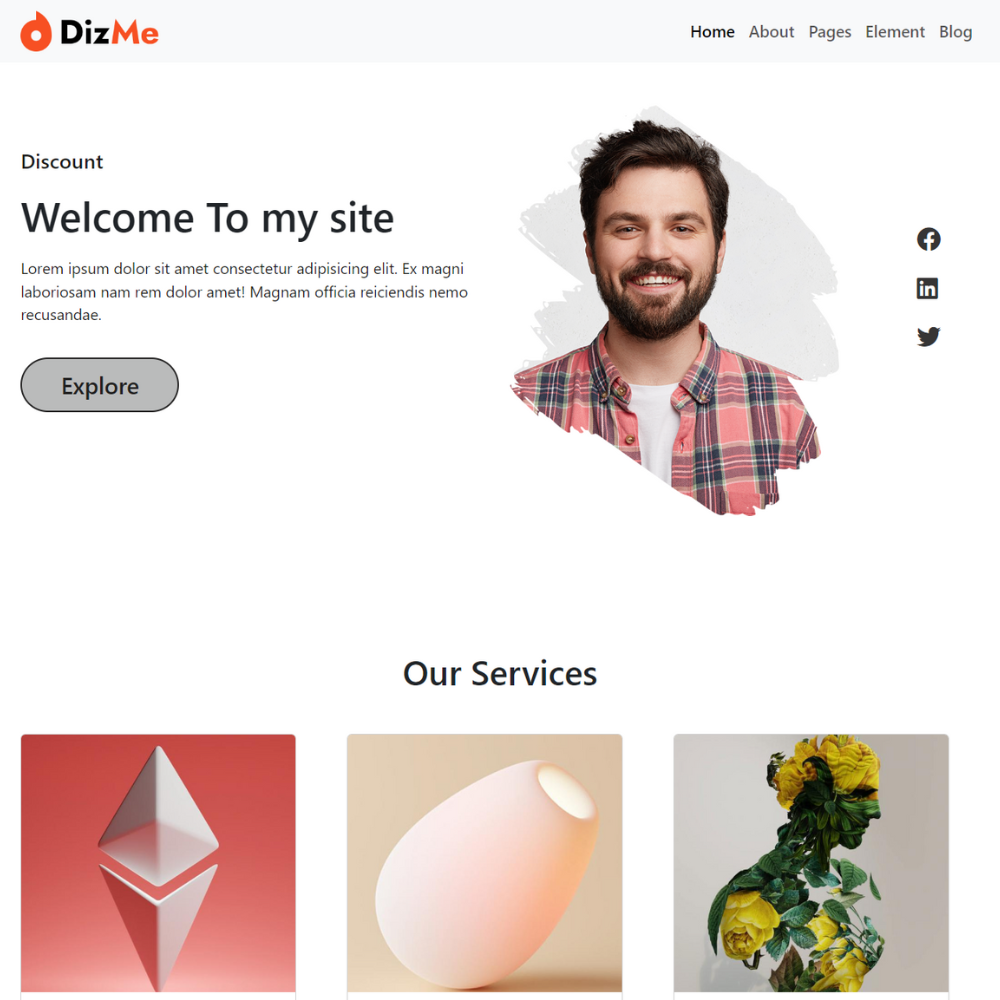 DizMe
Home About Pages Element Blog
Discount
Welcome To my site
Lorem ipsum dolor sit amet consectetur adipisicing elit. Ex magni
laboriosam nam rem dolor amet! Magnam officia reiciendis nemo
recusandae.
Explore
Our Services